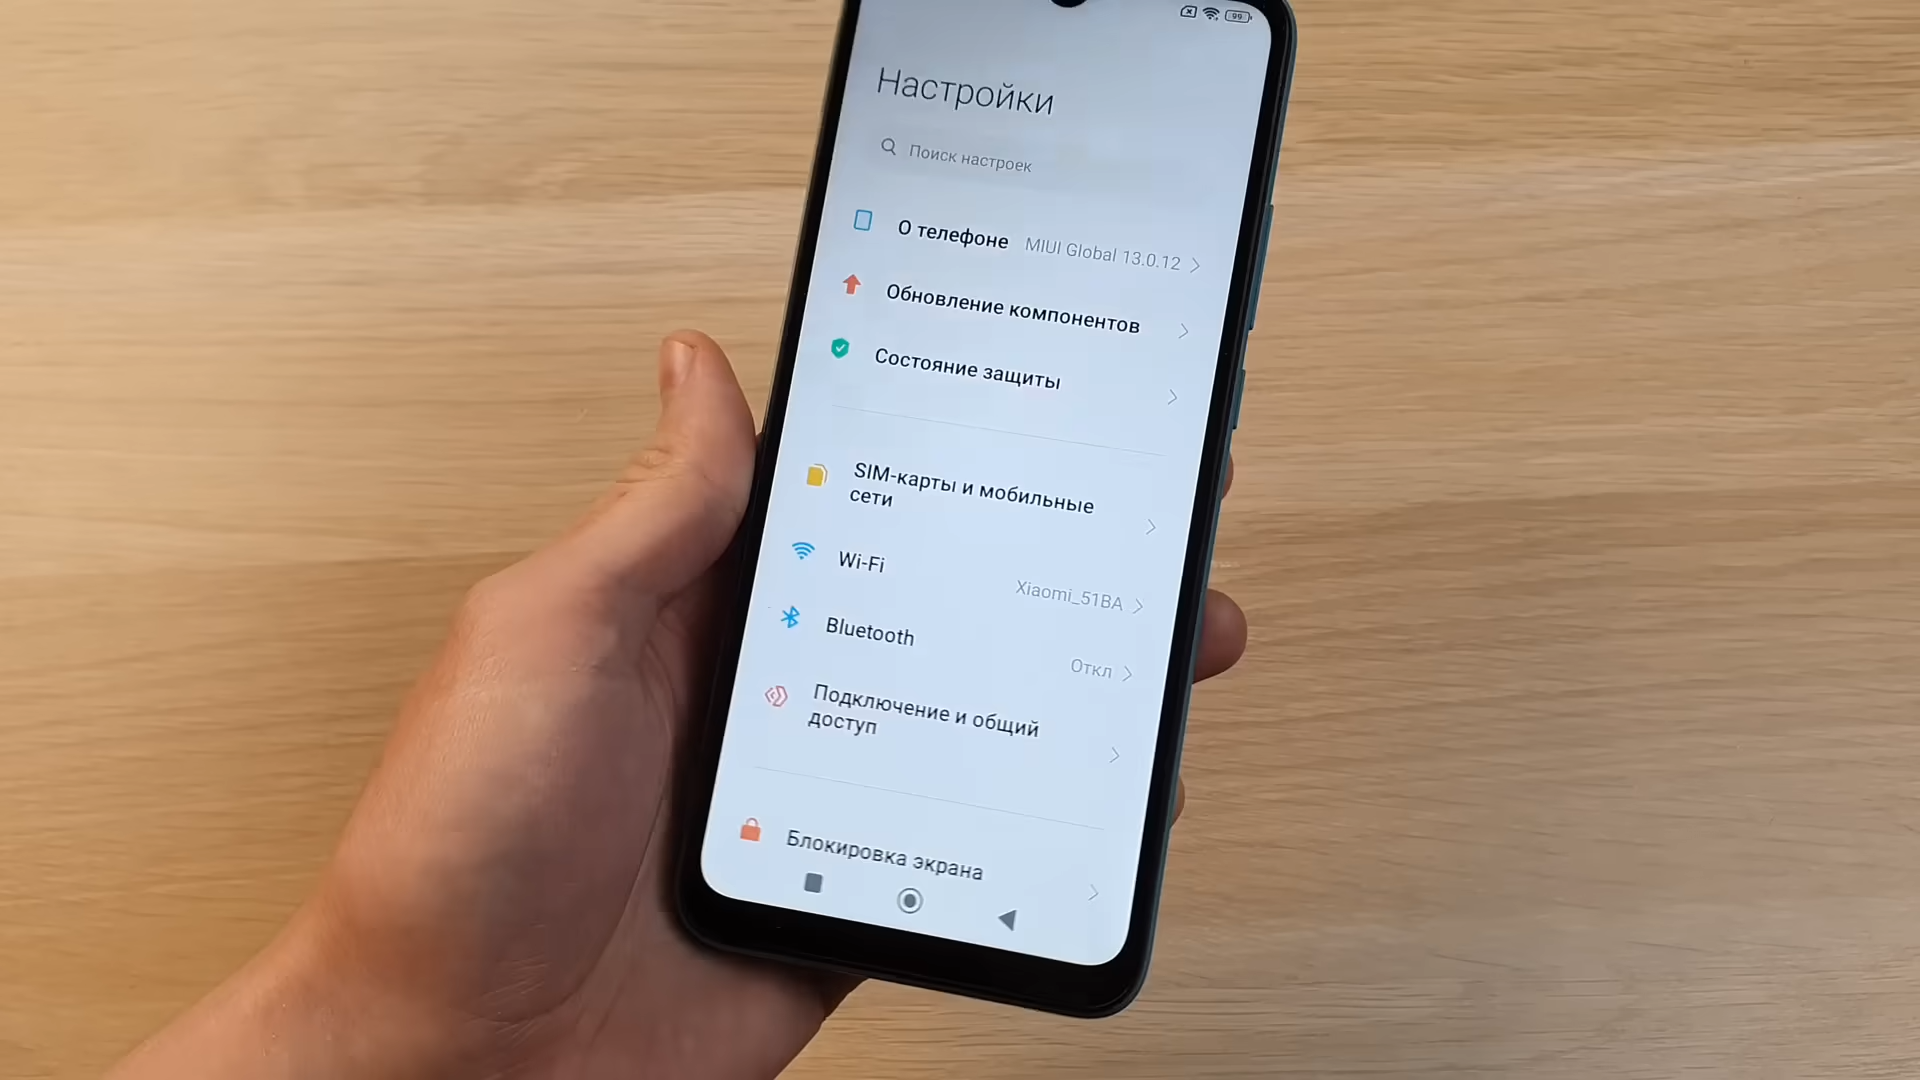 99
Настройки
Поиск настроек
О телефоне MIUI Global 13.0.12
Обновление компонентов
Состояние защиты
SIM-карты и мобильные
сети
Wi-Fi Xiaomi_51BA
Bluetooth Откл
Подключение и общий
доступ
Блокировка экрана